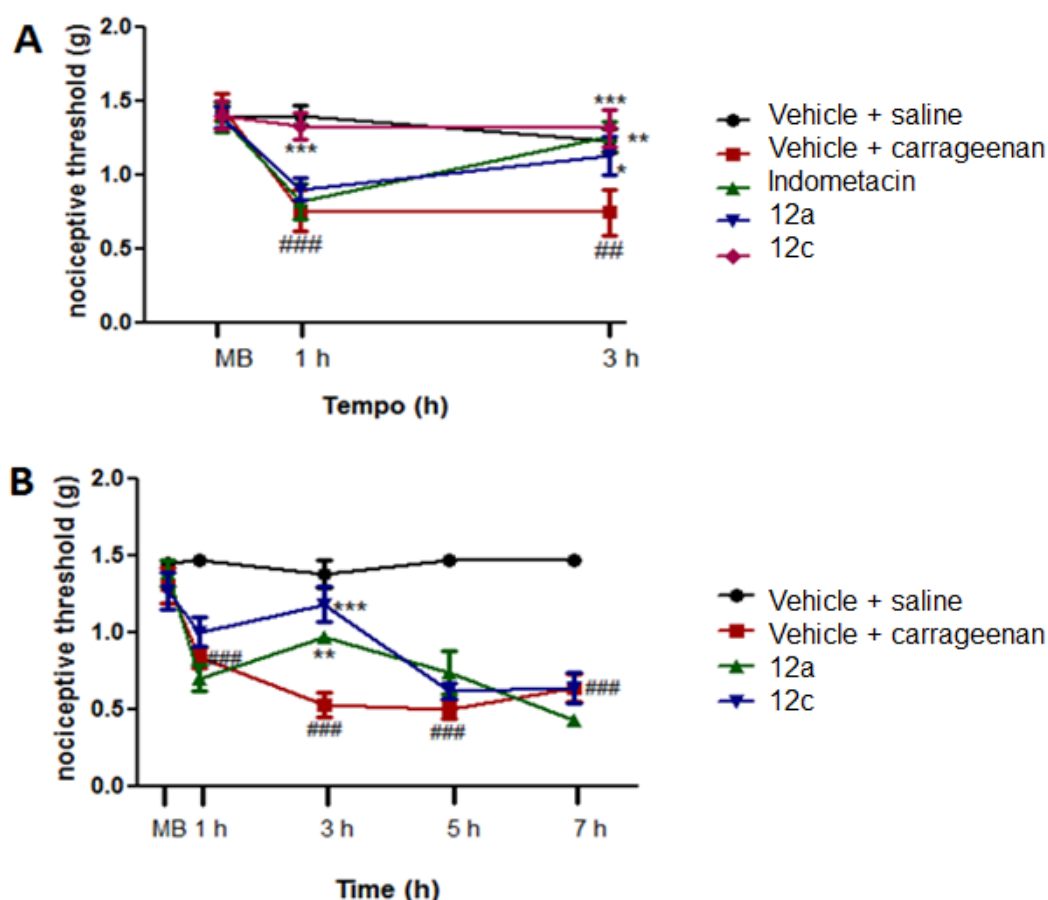 A
nociceptive threshold (g)
2.0
1.5
1.0
0.5
0.0
***
***
**
*
###
##
MB 1 h 3 h
Tempo (h)
Vehicle + saline
Vehicle + carrageenan
Indometacin
12a
12c
B
nociceptive threshold (g)
2.0
1.5
1.0
0.5
0.0
***
**
###
###
###
###
MB 1 h 3 h 5 h 7 h
Time (h)
Vehicle + saline
Vehicle + carrageenan
12a
12c